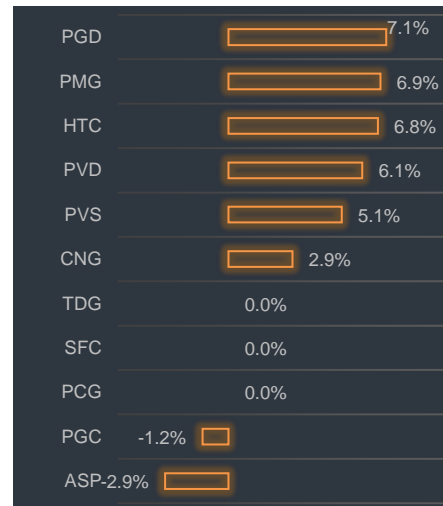 PGD 7.1%
PMG 6.9%
HTC 6.8%
PVD 6.1%
PVS 5.1%
CNG 2.9%
TDG 0.0%
SFC 0.0%
PCG 0.0%
PGC -1.2%
ASP -2.9%